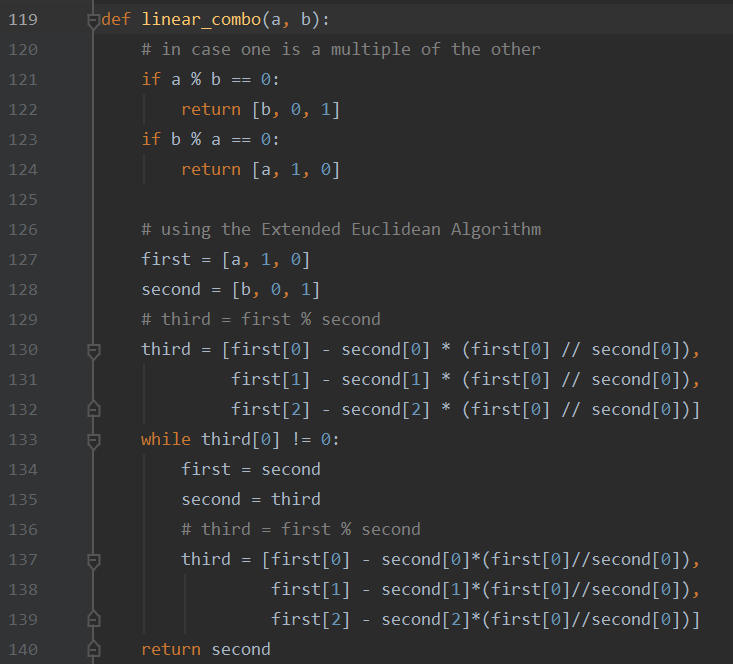 119 def linear_combo(a, b):
120     # in case one is a multiple of the other
121     if a % b == 0:
122         return [b, 0, 1]
123     if b % a == 0:
124         return [a, 1, 0]
125
126     # using the Extended Euclidean Algorithm
127     first = [a, 1, 0]
128     second = [b, 0, 1]
129     # third = first % second
130     third = [first[0] - second[0] * (first[0] // second[0]),
131              first[1] - second[1] * (first[0] // second[0]),
132              first[2] - second[2] * (first[0] // second[0])]
133     while third[0] != 0:
134         first = second
135         second = third
136         # third = first % second
137         third = [first[0] - second[0]*(first[0]//second[0]),
138                  first[1] - second[1]*(first[0]//second[0]),
139                  first[2] - second[2]*(first[0]//second[0])]
140     return second